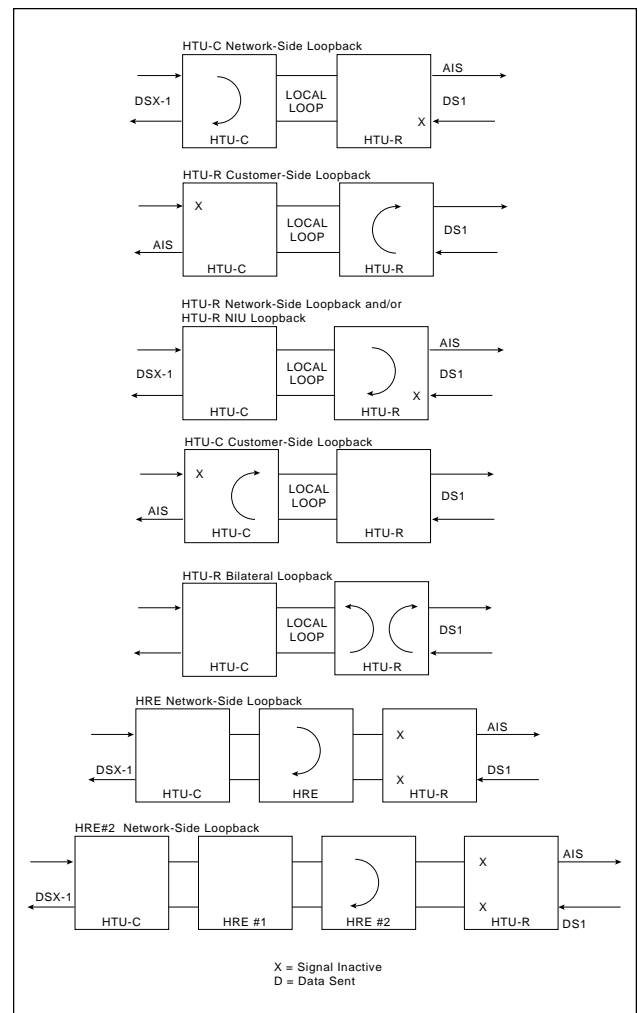 HTU-C Network-Side Loopback
AIS
DSX-1
LOCAL
LOOP
DS1
X
HTU-C
HTU-R
HTU-R Customer-Side Loopback
X
LOCAL
LOOP
DS1
AIS
HTU-C
HTU-R
HTU-R Network-Side Loopback and/or
HTU-R NIU Loopback
AIS
DSX-1
LOCAL
LOOP
DS1
X
HTU-C
HTU-R
HTU-C Customer-Side Loopback
X
LOCAL
LOOP
DS1
AIS
HTU-C
HTU-R
HTU-R Bilateral Loopback
LOCAL
LOOP
DS1
HTU-C
HTU-R
HRE Network-Side Loopback
X
AIS
DSX-1
X
DS1
HTU-C
HRE
HTU-R
HRE#2 Network-Side Loopback
X
AIS
DSX-1
X
HTU-C
HRE #1
HRE #2
HTU-R
DS1
X = Signal Inactive
D = Data Sent